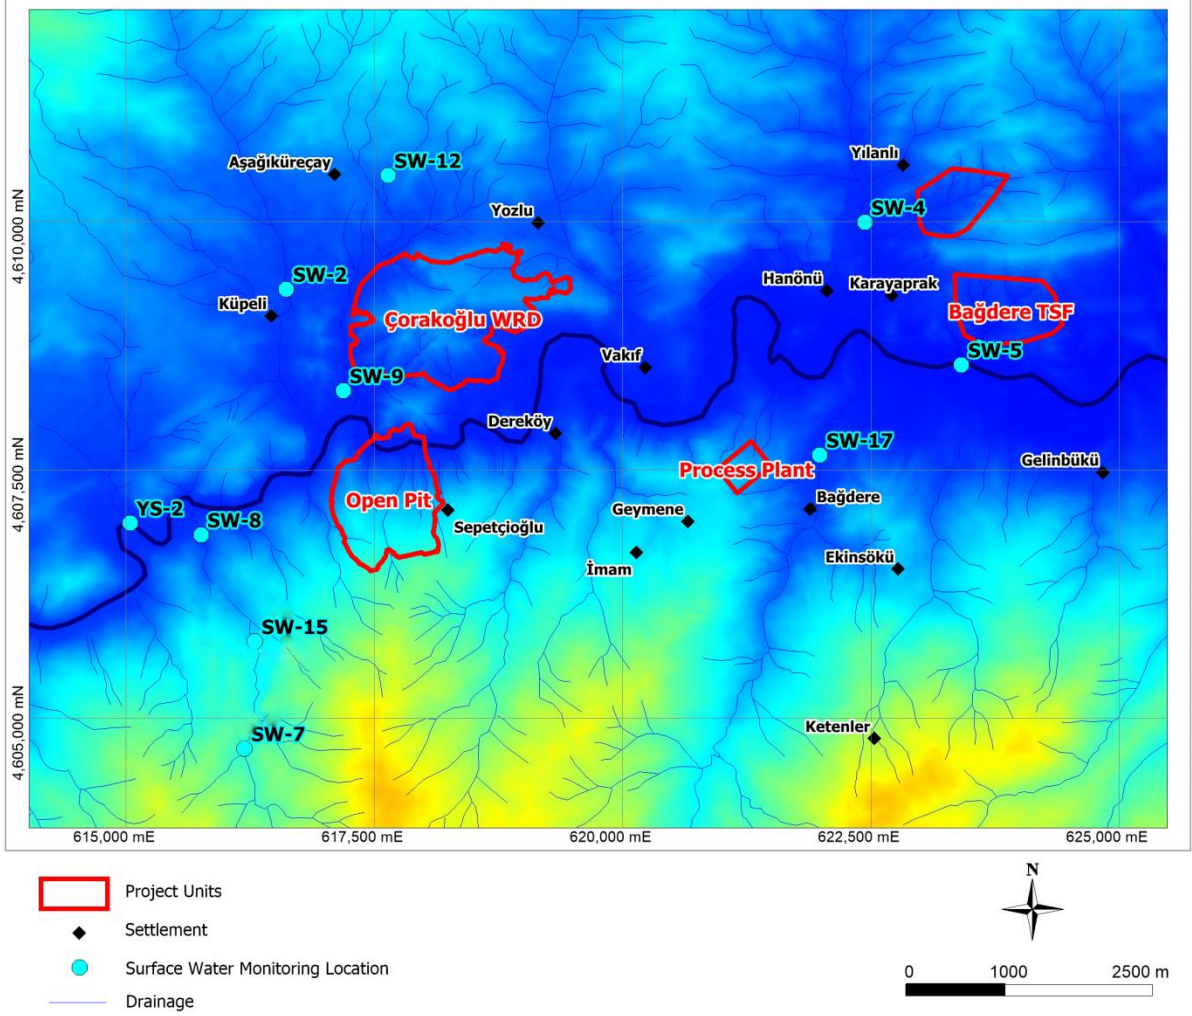 Aşağıküreçay
SW-12
Yılanlı
SW-4
Yozlu
4,610,000 mN
SW-2
Küpeli
Hanönü
Karayaprak
Çorakoğlu WRD
Bağdere TSF
Vakıf
SW-5
SW-9
Dereköy
SW-17
Process Plant
Gelinbükü
4,607,500 mN
Open Pit
YS-2
SW-8
Sepetçioğlu
Geymene
Bağdere
İmam
Ekinsökü
SW-15
4,605,000 mN
SW-7
Ketenler
615,000 mE
617,500 mE
620,000 mE
622,500 mE
625,000 mE
Project Units
Settlement
Surface Water Monitoring Location
Drainage
N
0 1000 2500 m